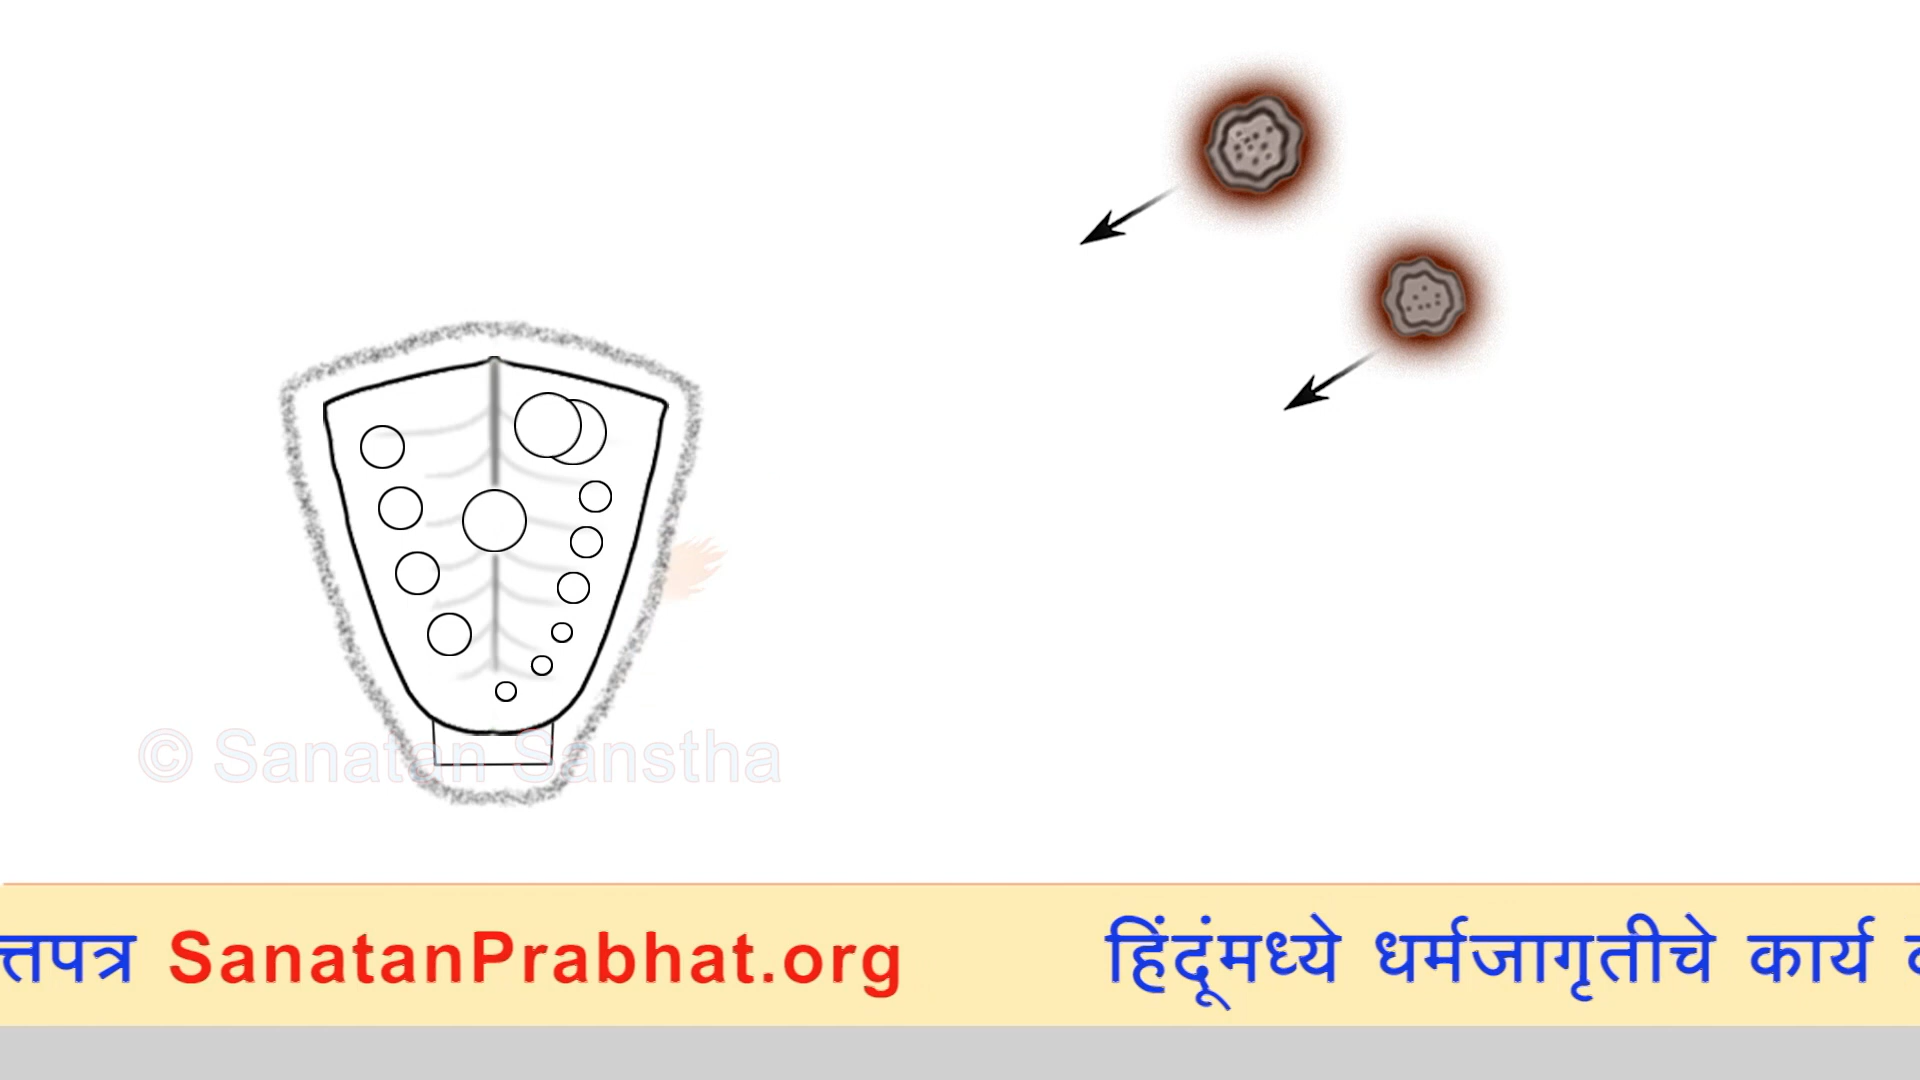 © Sanatan Sanstha
SanatanPrabhat.org हिंदूंमध्ये धर्मजागृतीचे कार्य